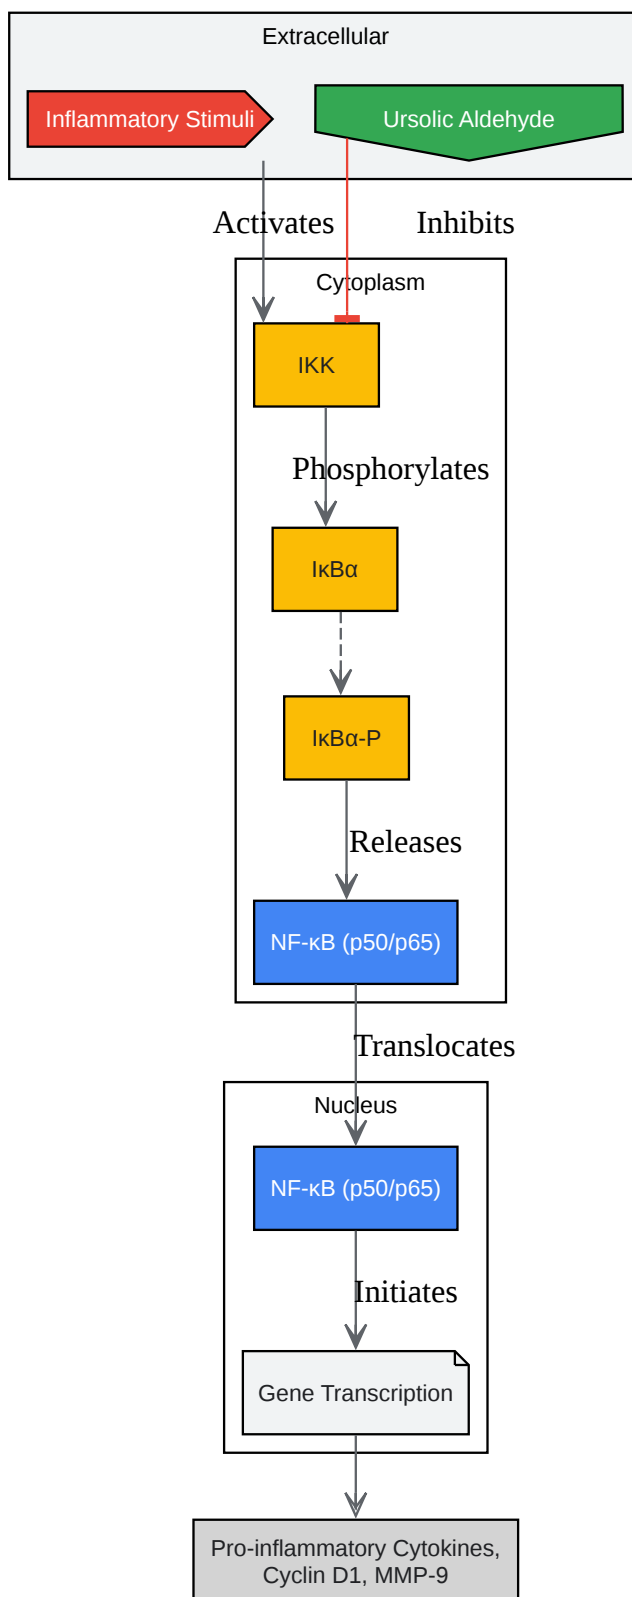 Extracellular
Inflammatory Stimuli
Ursolic Aldehyde
Activates
Inhibits
Cytoplasm
IKK
Phosphorylates
IκBα
IκBα-P
Releases
NF-κB (p50/p65)
Translocates
Nucleus
NF-κB (p50/p65)
Initiates
Gene Transcription
Pro-inflammatory Cytokines,
Cyclin D1, MMP-9